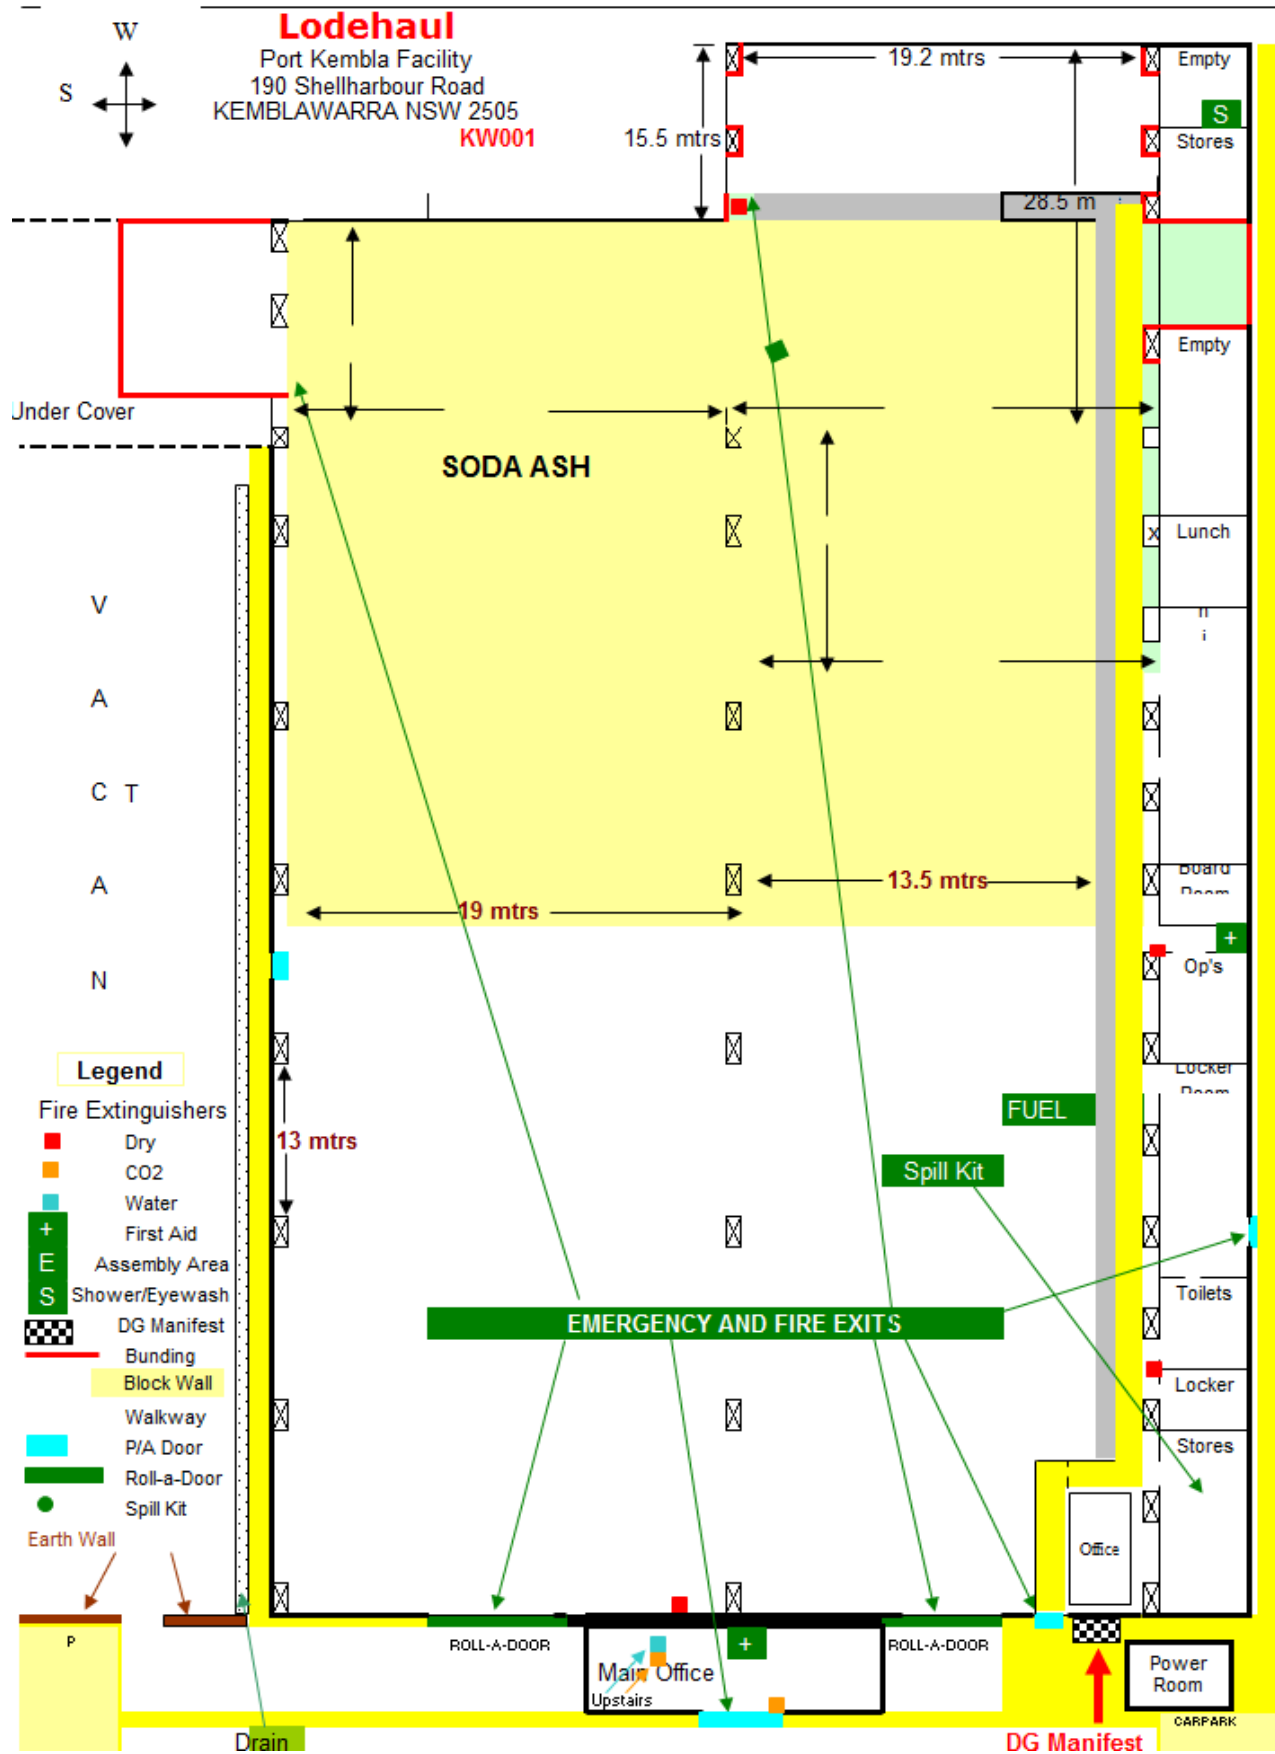 Lodehaul
Port Kembla Facility
190 Shellharbour Road
KEMBLAWARRA NSW 2505
KW001
W
S
19.2 mtrs
15.5 mtrs
28.5 m
Empty
S
Stores
Empty
Under Cover
SODA ASH
x
Lunch
n
i
V
A
C T
A
N
13.5 mtrs
19 mtrs
Board
Room
+
Op's
Locker
Room
13 mtrs
FUEL
Spill Kit
EMERGENCY AND FIRE EXITS
Toilets
Locker
Stores
Office
Legend
Fire Extinguishers
Dry
CO2
Water
+ First Aid
E Assembly Area
S Shower/Eyewash
DG Manifest
Bunding
Block Wall
Walkway
P/A Door
Roll-a-Door
Spill Kit
Earth Wall
P
ROLL-A-DOOR
+
ROLL-A-DOOR
Main Office
Upstairs
Power
Room
CARPARK
Drain
DG Manifest